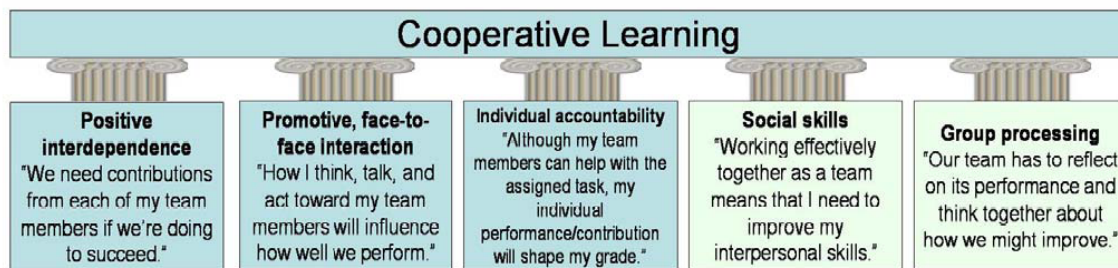 Cooperative Learning
Positive
interdependence
"We need contributions
from each of my team
members if we're doing
to succeed."
Promotive, face-to-
face interaction
"How I think, talk, and
act toward my team
members will influence
how well we perform."
Individual accountability
"Although my team
members can help with the
assigned task, my
individual
performance/contribution
will shape my grade."
Social skills
"Working effectively
together as a team
means that I need to
improve my
interpersonal skills."
Group processing
"Our team has to reflect
on its performance and
think together about
how we might improve."